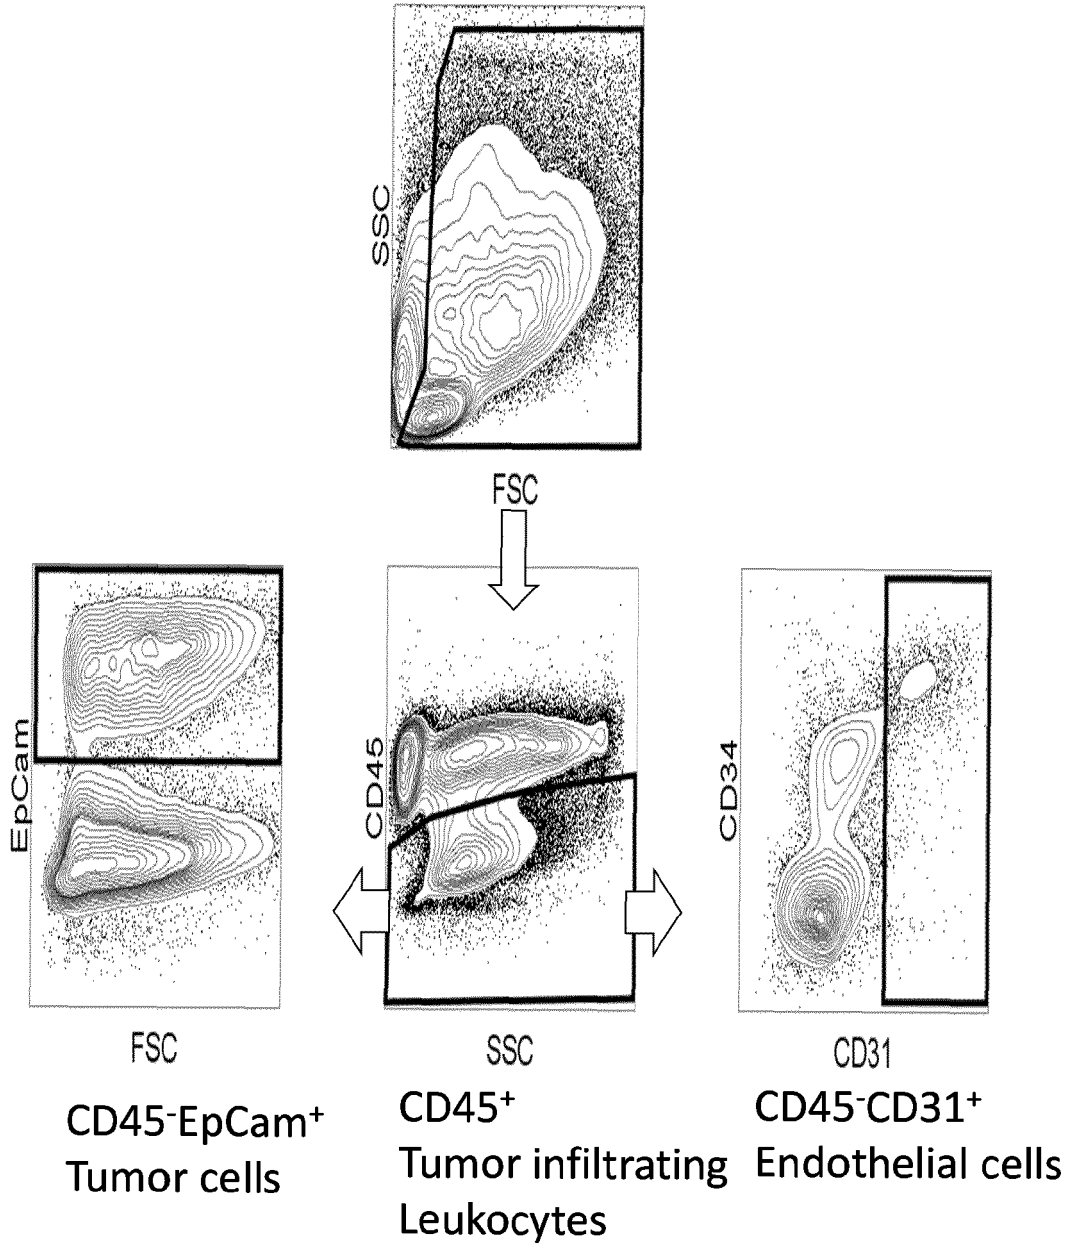 SSC
FSC
EpCam
FSC
CD45
SSC
CD34
CD31
CD45⁻EpCam⁺
Tumor cells
CD45⁺
Tumor infiltrating
Leukocytes
CD45⁻CD31⁺
Endothelial cells